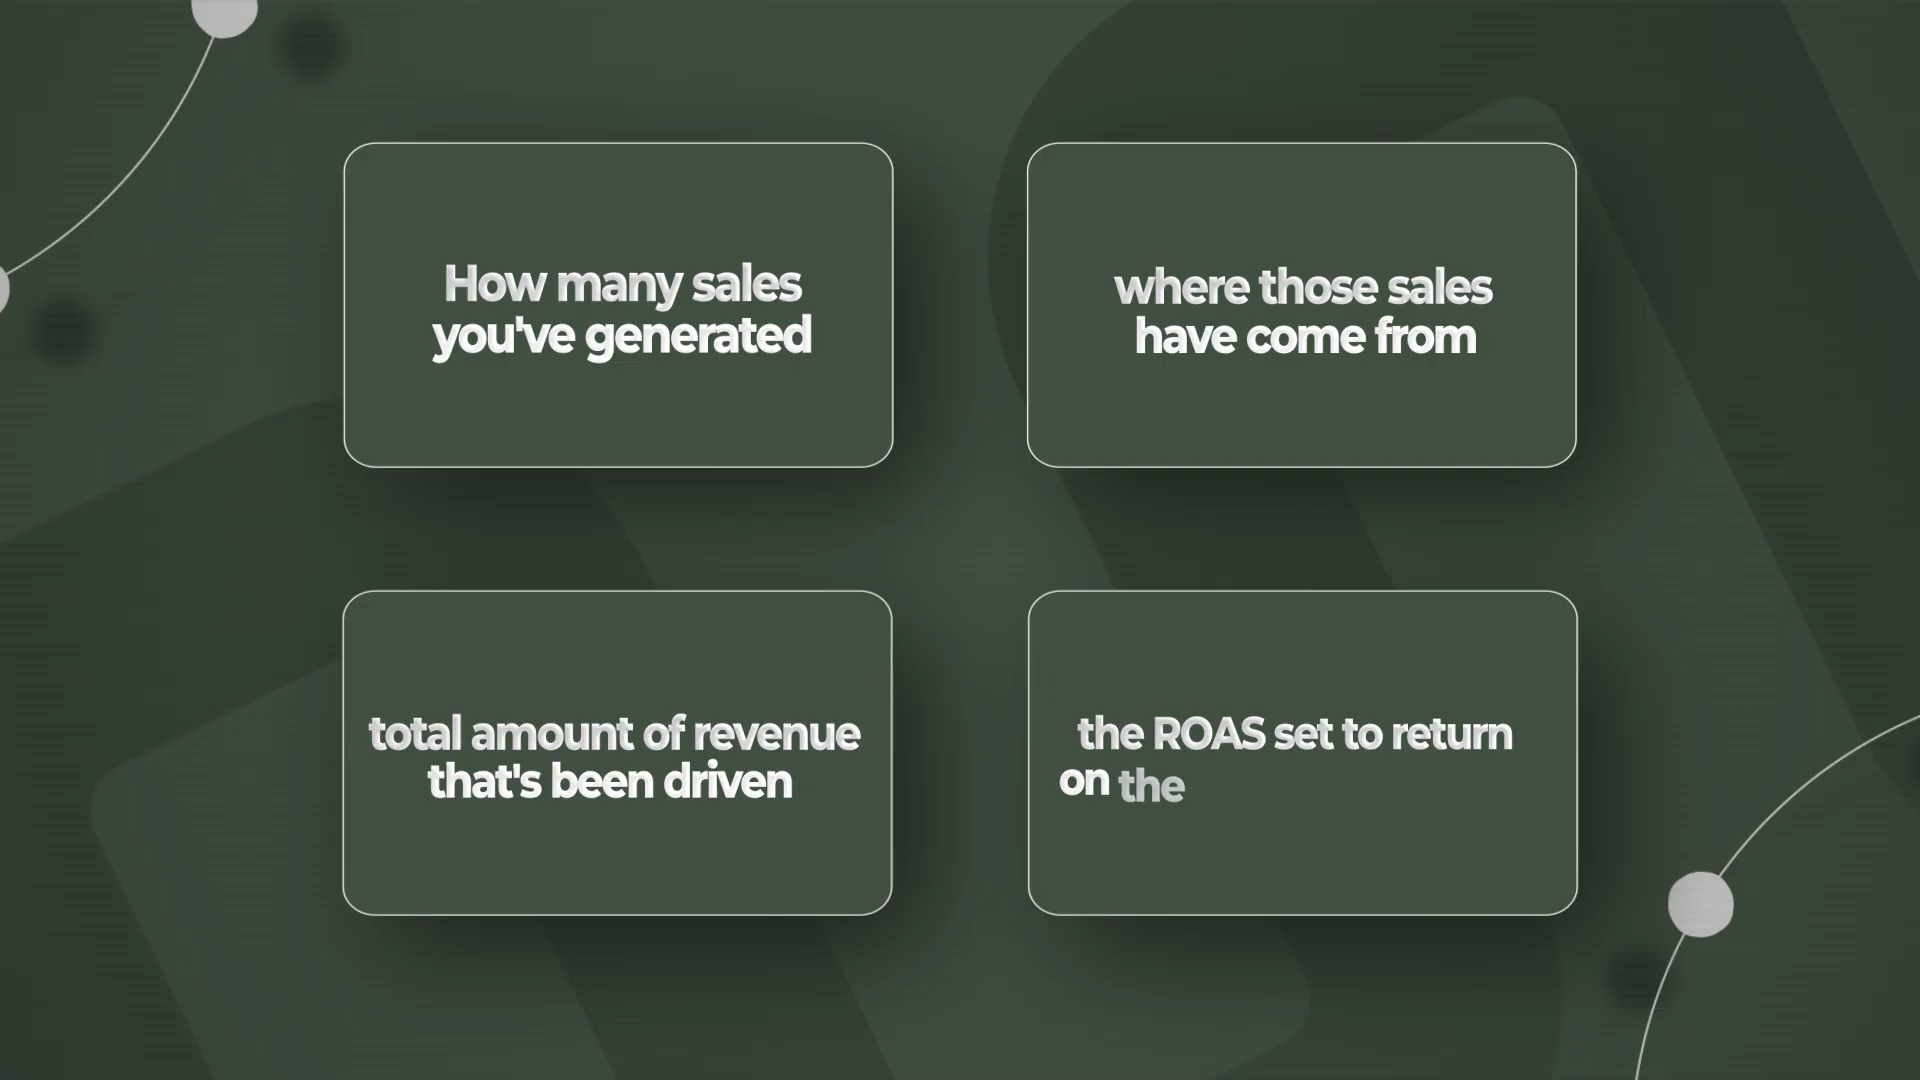 How many sales
you've generated
where those sales
have come from
total amount of revenue
that's been driven
the ROAS set to return
on the